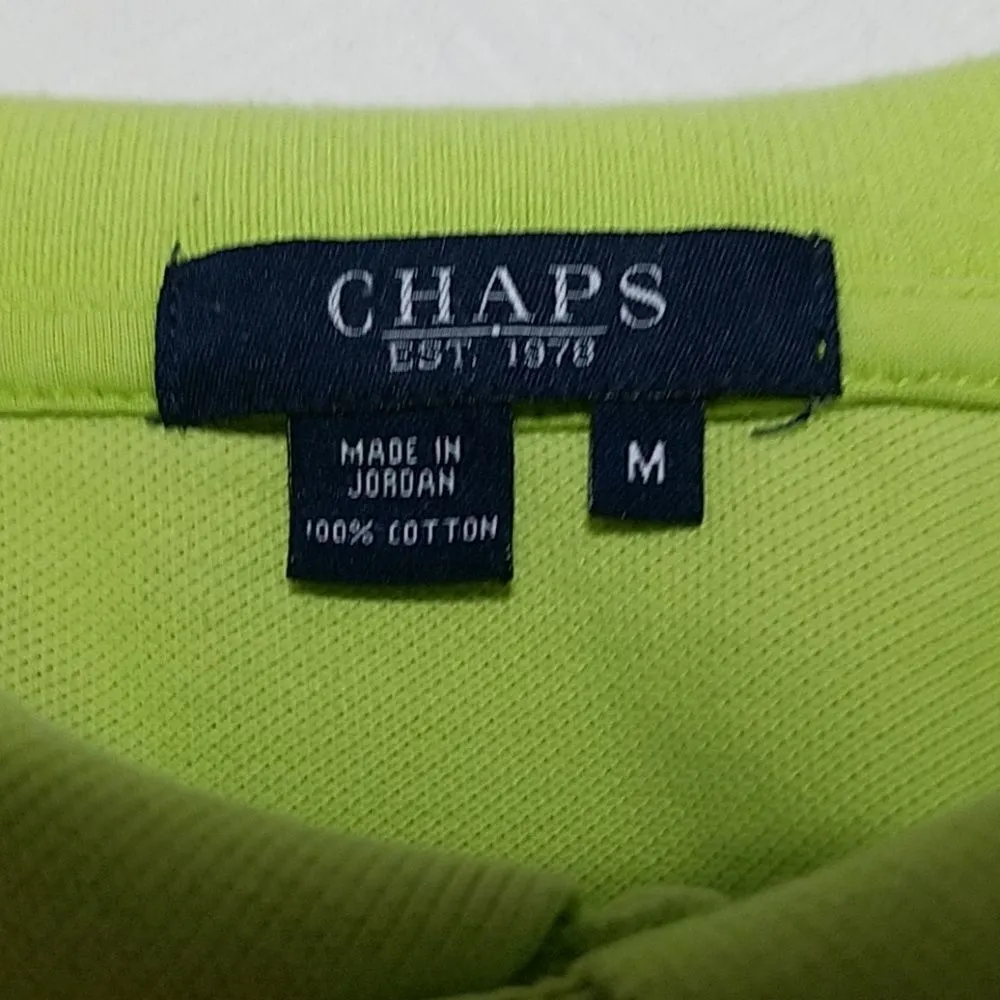 CHAPS
EST. 1978
MADE IN
JORDAN
100% COTTON
M